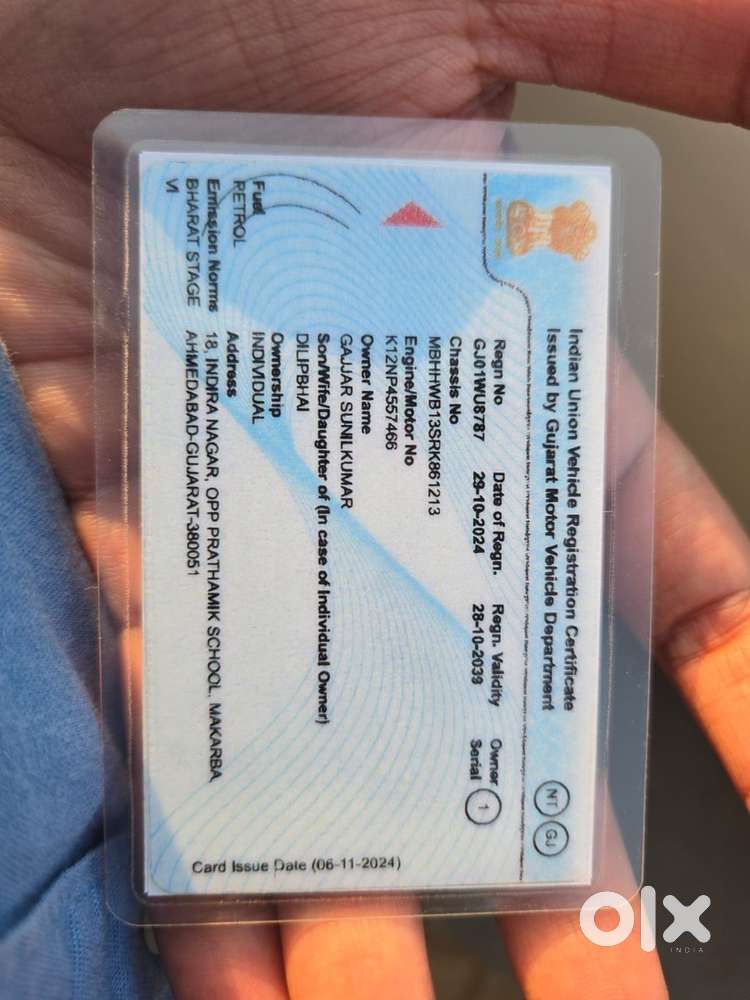 Indian Union Vehicle Registration Certificate
Issued by Gujarat Motor Vehicle Department
NT GJ
Regn No Date of Regn. Regn. Validity Owner Serial
GJ01WU8787 29-10-2024 28-10-2039 1
Chassis No
MBHHWB13SRK861213
Engine/Motor No
K12NP4557466
Owner Name
GAJJAR SUNILKUMAR
Son/Wife/Daughter of (In case of Individual Owner)
DILIPBHAI
Ownership
INDIVIDUAL
Fuel
PETROL
Emission Norms
BHARAT STAGE
VI
Address
18, INDIRA NAGAR, OPP PRATHAMIK SCHOOL, MAKARBA
AHMEDABAD-GUJARAT-380051
Card Issue Date (06-11-2024)
olx
INDIA